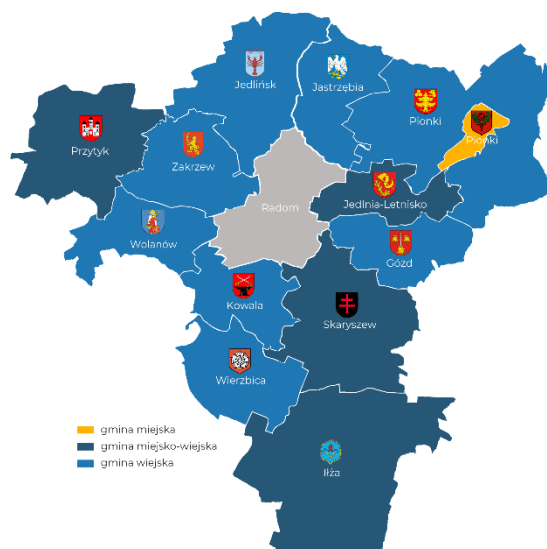 Jedlińsk
Jastrzębia
Pionki
Pionki
Przytyk
Zakrzew
Jedlnia-Letnisko
Radom
Wolanów
Gózd
Kowala
Skaryszew
Wierzbica
gmina miejska
gmina miejsko-wiejska
gmina wiejska
Iłża